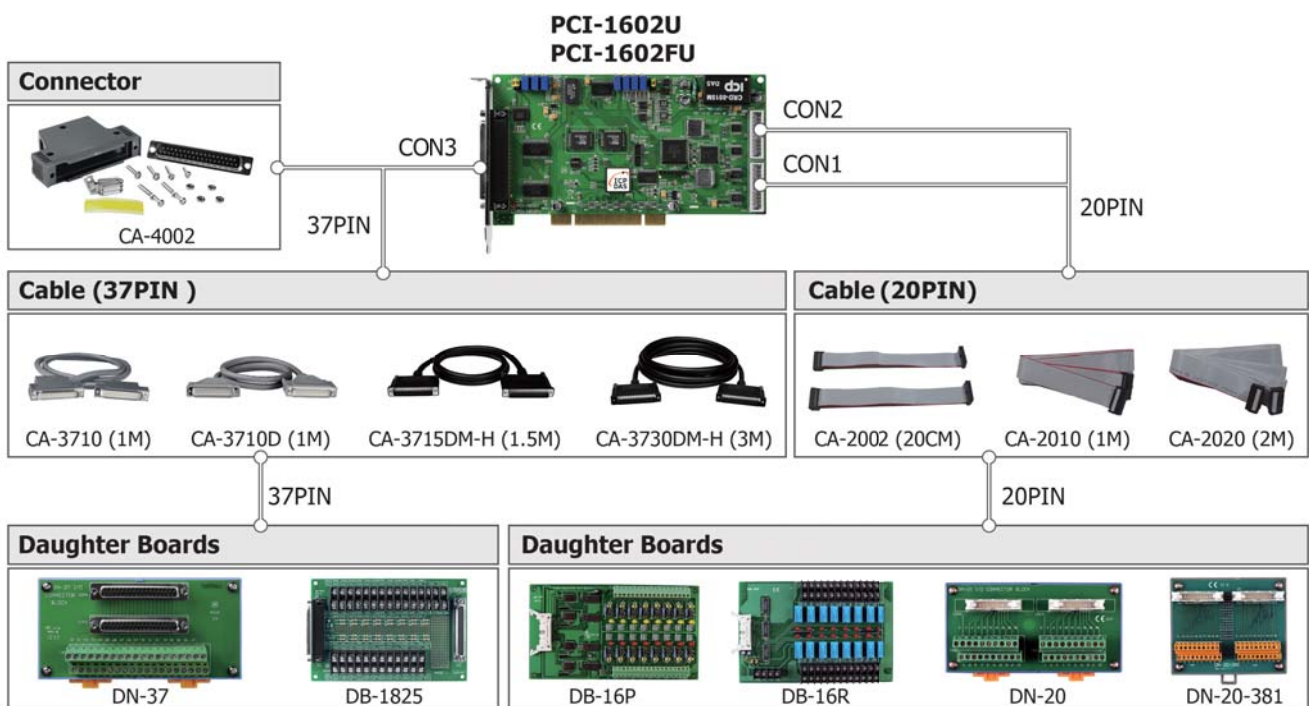 PCI-1602U
PCI-1602FU
Connector
CA-4002
CON3
CON2
CON1
37PIN
20PIN
ICP
DAS
Cable (37PIN )
CA-3710 (1M)
CA-3710D (1M)
CA-3715DM-H (1.5M)
CA-3730DM-H (3M)
Cable (20PIN)
CA-2002 (20CM)
CA-2010 (1M)
CA-2020 (2M)
37PIN
20PIN
Daughter Boards
DN-37
DB-1825
Daughter Boards
DB-16P
DB-16R
DN-20
DN-20-381